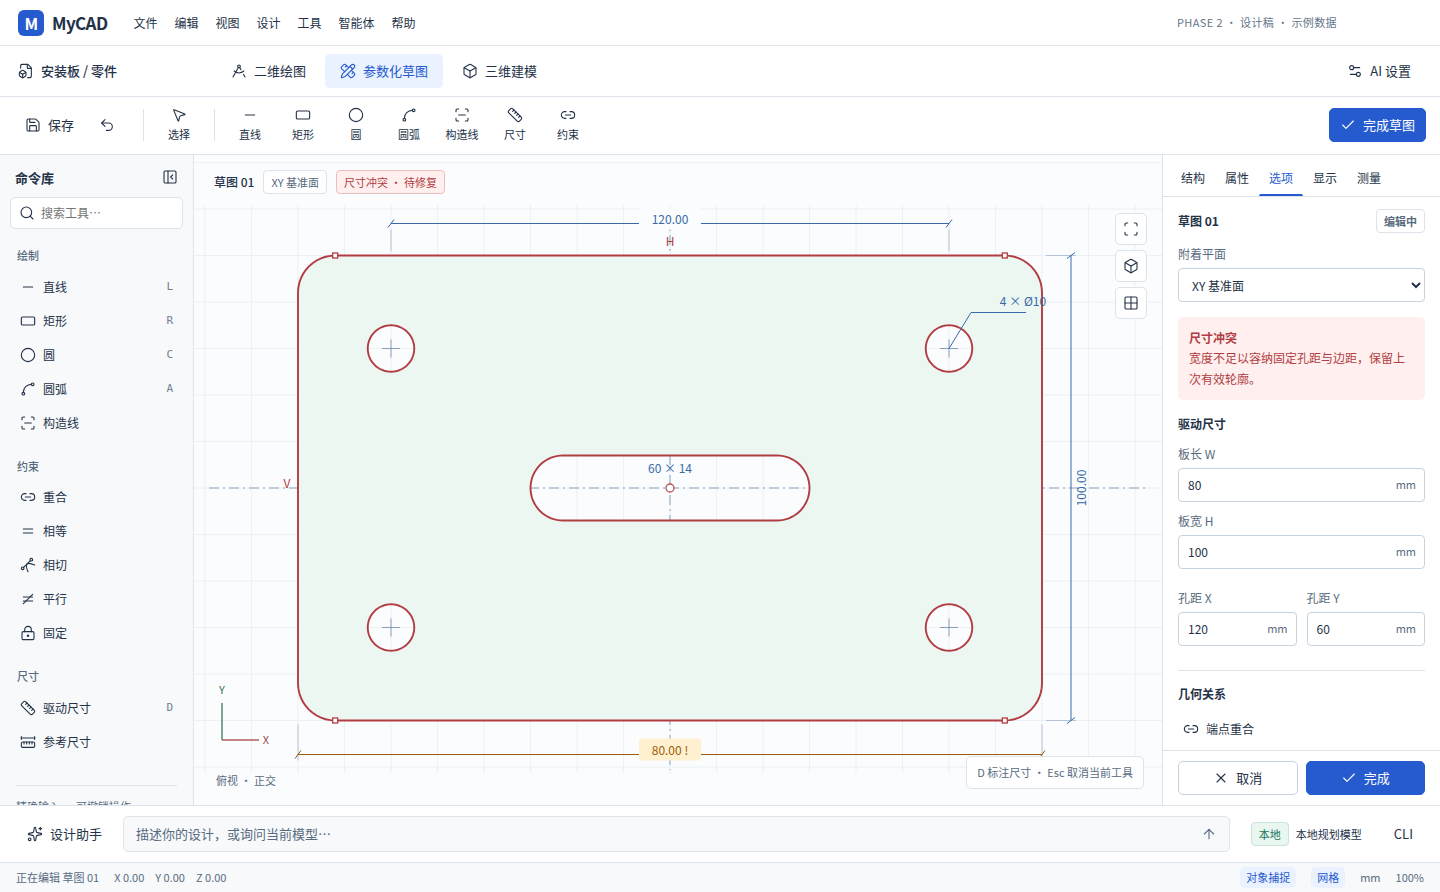 M MyCAD 文件 编辑 视图 设计 工具 智能体 帮助 PHASE 2 · 设计稿 · 示例数据
安装板 / 零件 二维绘图 参数化草图 三维建模 AI 设置
保存 选择 直线 矩形 圆 圆弧 构造线 尺寸 约束 完成草图
命令库
搜索工具…
绘制
直线 L
矩形 R
圆 C
圆弧 A
构造线
约束
重合
相等
相切
平行
固定
尺寸
驱动尺寸 D
参考尺寸
草图 01 XY 基准面 尺寸冲突 · 待修复
120.00
H
4 × Ø10
60 × 14
V
100.00
Y
X
80.00 !
俯视 · 正交
D 标注尺寸 · Esc 取消当前工具
结构 属性 选项 显示 测量
草图 01 编辑中
附着平面
XY 基准面
尺寸冲突
宽度不足以容纳固定孔距与边距，保留上
次有效轮廓。
驱动尺寸
板长 W
80 mm
板宽 H
100 mm
孔距 X 孔距 Y
120 mm 60 mm
几何关系
端点重合
取消 完成
设计助手 描述你的设计，或询问当前模型… 本地 本地规划模型 CLI
正在编辑 草图 01 X 0.00 Y 0.00 Z 0.00 对象捕捉 网格 mm 100%